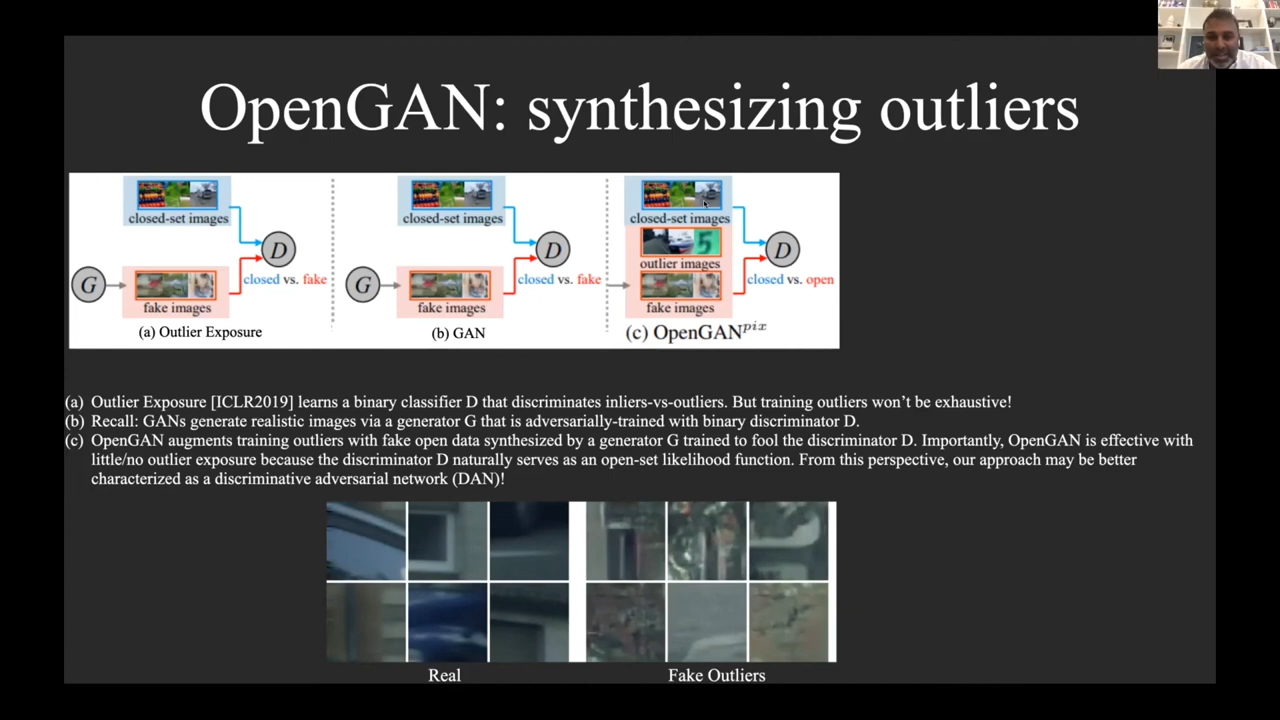 OpenGAN: synthesizing outliers
closed-set images
D
G
closed vs. fake
fake images
(a) Outlier Exposure
closed-set images
D
G
closed vs. fake
fake images
(b) GAN
closed-set images
5
outlier images
D
closed vs. open
fake images
(c) OpenGAN^pix
(a) Outlier Exposure [ICLR2019] learns a binary classifier D that discriminates inliers-vs-outliers. But training outliers won’t be exhaustive!
(b) Recall: GANs generate realistic images via a generator G that is adversarially-trained with binary discriminator D.
(c) OpenGAN augments training outliers with fake open data synthesized by a generator G trained to fool the discriminator D. Importantly, OpenGAN is effective with
little/no outlier exposure because the discriminator D naturally serves as an open-set likelihood function. From this perspective, our approach may be better
characterized as a discriminative adversarial network (DAN)!
Real
Fake Outliers